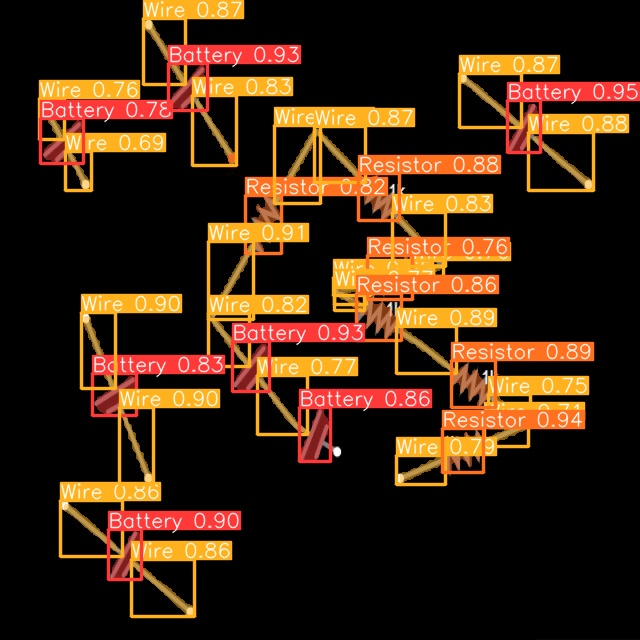 Wire 0.87
Battery 0.93
Wire 0.83
Wire 0.76
Battery 0.78
Wire 0.69
Wire 0.87
Battery 0.95
Wire 0.88
Wire
Wire 0.87
Resistor 0.88
Resistor 0.82
Wire 0.83
Wire 0.91
Resistor 0.76
Resistor 0.86
Wire 0.90
Wire 0.82
Wire 0.89
Battery 0.93
Battery 0.83
Wire 0.77
Resistor 0.89
Wire 0.75
Wire 0.90
Battery 0.86
Resistor 0.94
Wire 0.79
Wire 0.86
Battery 0.90
Wire 0.86